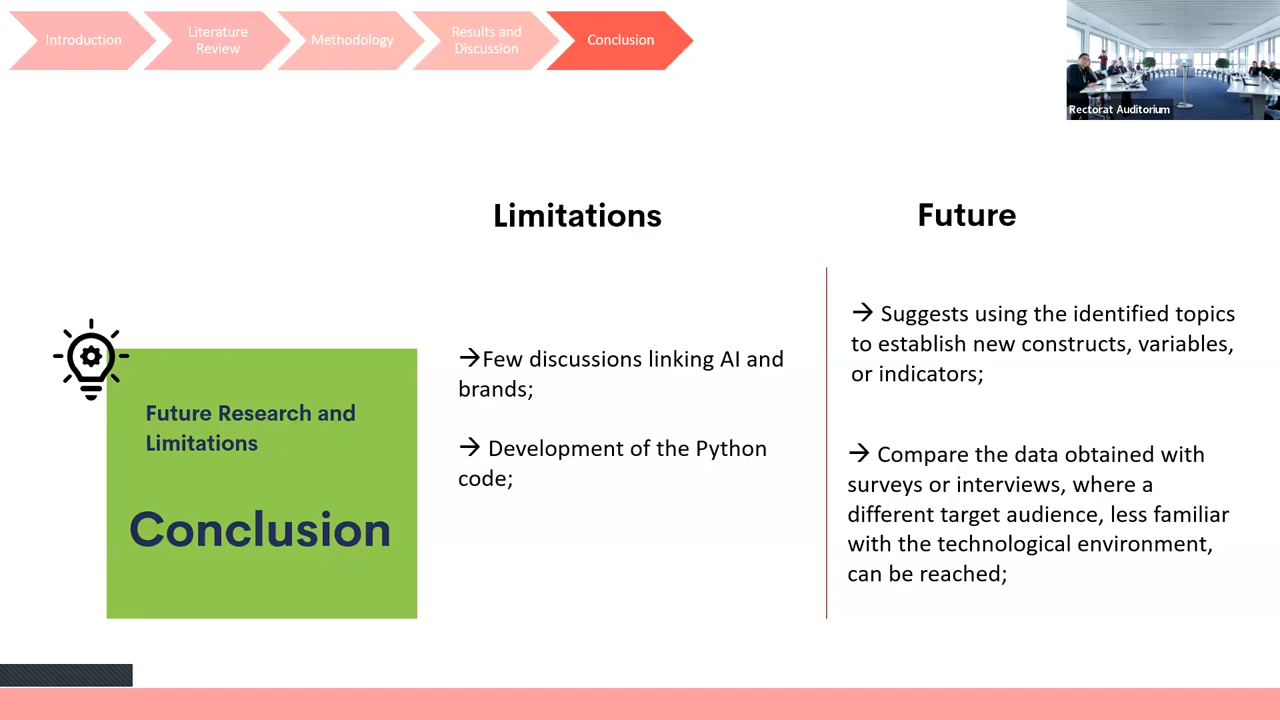 Introduction
Literature
Review
Methodology
Results and
Discussion
Conclusion
Rectorat Auditorium
Limitations
Future
Future Research and
Limitations
Conclusion
→Few discussions linking AI and
brands;
→ Development of the Python
code;
→ Suggests using the identified topics
to establish new constructs, variables,
or indicators;
→ Compare the data obtained with
surveys or interviews, where a
different target audience, less familiar
with the technological environment,
can be reached;